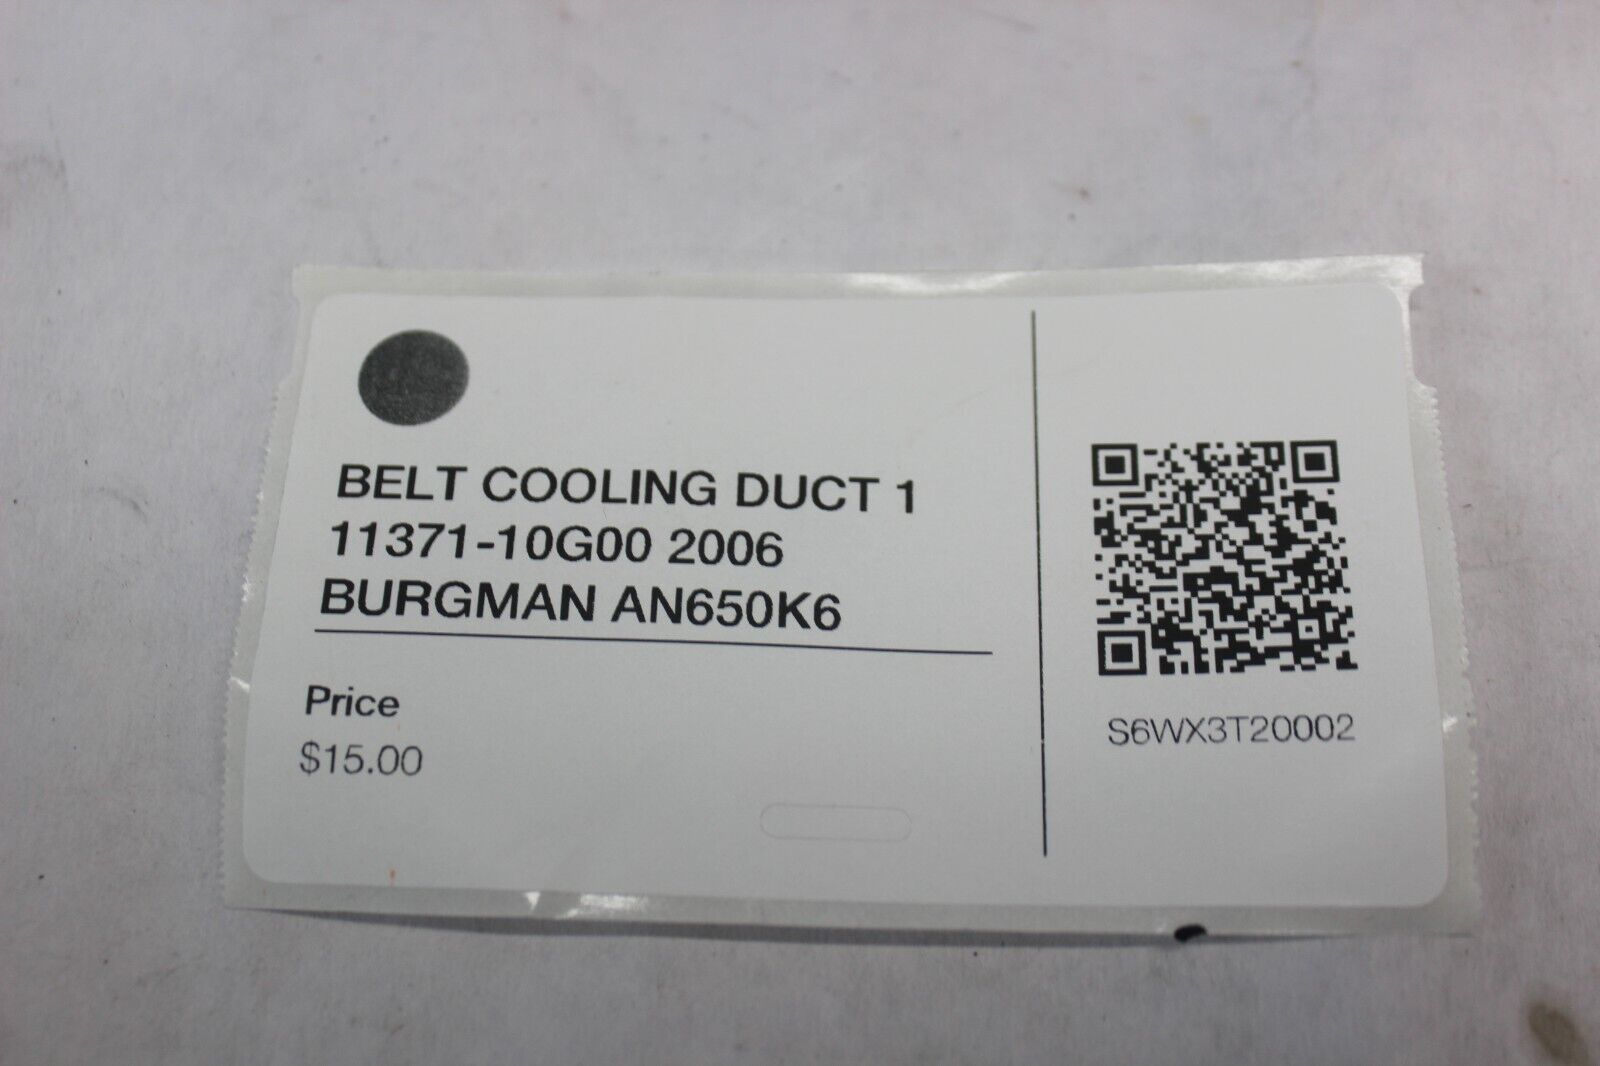 BELT COOLING DUCT 1
11371-10G00 2006
BURGMAN AN650K6
Price
$15.00
S6WX3T20002